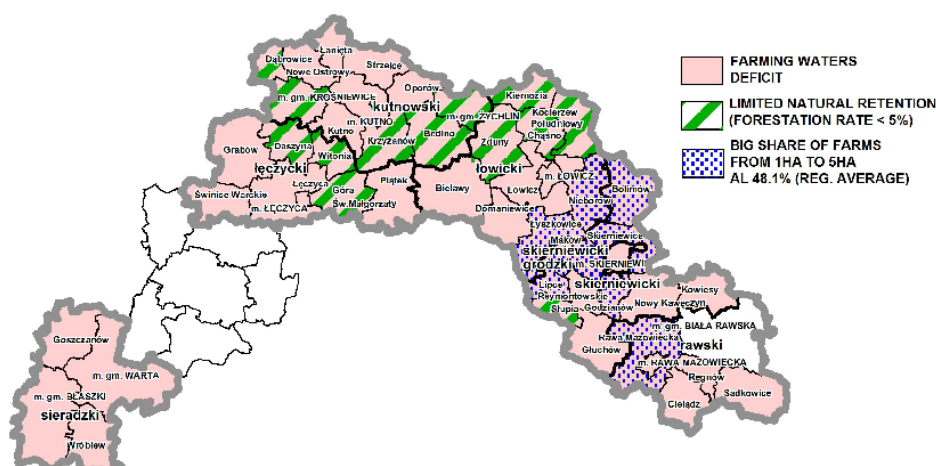 Łanięta
Dąbrowice
Strzelce
Nowe Ostrowy
Oporów
m. gm. KROŚNIEWICE
kutnowski
Kiernozia
m. KUTNO
m. gm. ŻYCHLIN
Kocierzew
Południowy
Kutno
Bedlno
Chąśno
Krzyżanów
Zduny
Daszyna
Grabów
Witonia
łęczycki
łowicki
m. ŁOWICZ
Piątek
Łęczyca
Góra
Św.Małgorzaty
Bielawy
Łowicz
Bolimów
Nieborów
Świnice Warckie
m. ŁĘCZYCA
Domaniewice
Łyszkowice
Skierniewice
Maków
skierniewicki
grodzki
m. SKIERNIEWI
Lipce
Reymontowskie
skierniewicki
Kowiesy
Słupia
Godzianów
Nowy Kawęczyn
m. gm. BIAŁA RAWSKA
Rawa Mazowiecka
rawski
Głuchów
m. RAWA MAZOWIECKA
Regnów
Sadkowice
Cielądz
Goszczanów
m. gm. WARTA
m. gm. BŁASZKI
sieradzki
Wróblew
FARMING WATERS
DEFICIT
LIMITED NATURAL RETENTION
(FORESTATION RATE < 5%)
BIG SHARE OF FARMS
FROM 1HA TO 5HA
AL 48.1% (REG. AVERAGE)